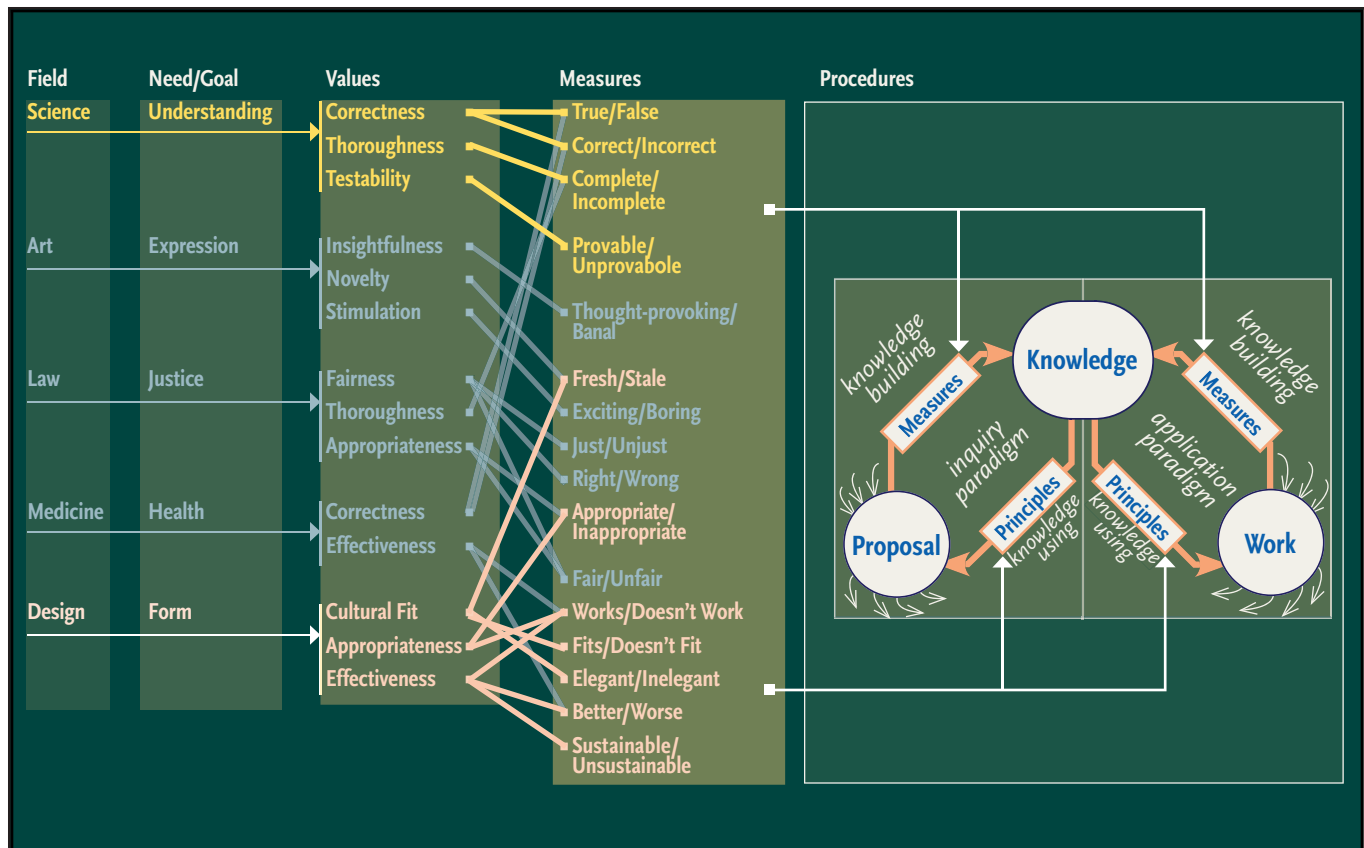 Field
Need/Goal
Values
Measures
Procedures
Science
Understanding
Correctness
Thoroughness
Testability
Art
Expression
Insightfulness
Novelty
Stimulation
Law
Justice
Fairness
Thoroughness
Appropriateness
Medicine
Health
Correctness
Effectiveness
Design
Form
Cultural Fit
Appropriateness
Effectiveness
True/False
Correct/Incorrect
Complete/
Incomplete
Provable/
Unprovabole
Thought-provoking/
Banal
Fresh/Stale
Exciting/Boring
Just/Unjust
Right/Wrong
Appropriate/
Inappropriate
Fair/Unfair
Works/Doesn't Work
Fits/Doesn't Fit
Elegant/Inelegant
Better/Worse
Sustainable/
Unsustainable
knowledge
building
Measures
Knowledge
Measures
knowledge
building
inquiry
paradigm
application
paradigm
Principles
knowledge
using
Principles
knowledge
using
Proposal
Work